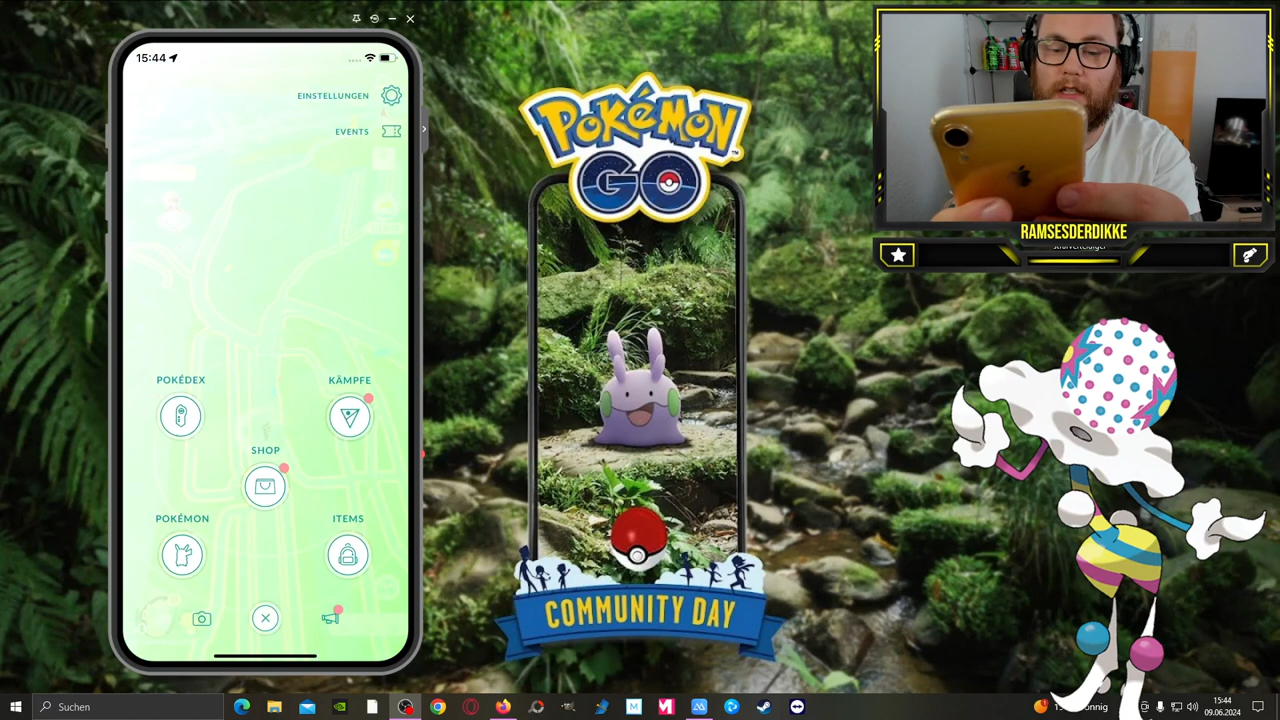 15:44
EINSTELLUNGEN
EVENTS
POKÉDEX
KÄMPFE
SHOP
POKÉMON
ITEMS
POKÉMON
GO
COMMUNITY DAY
RAMSESDERDIKKE
Suchen
15:44
09.06.2024